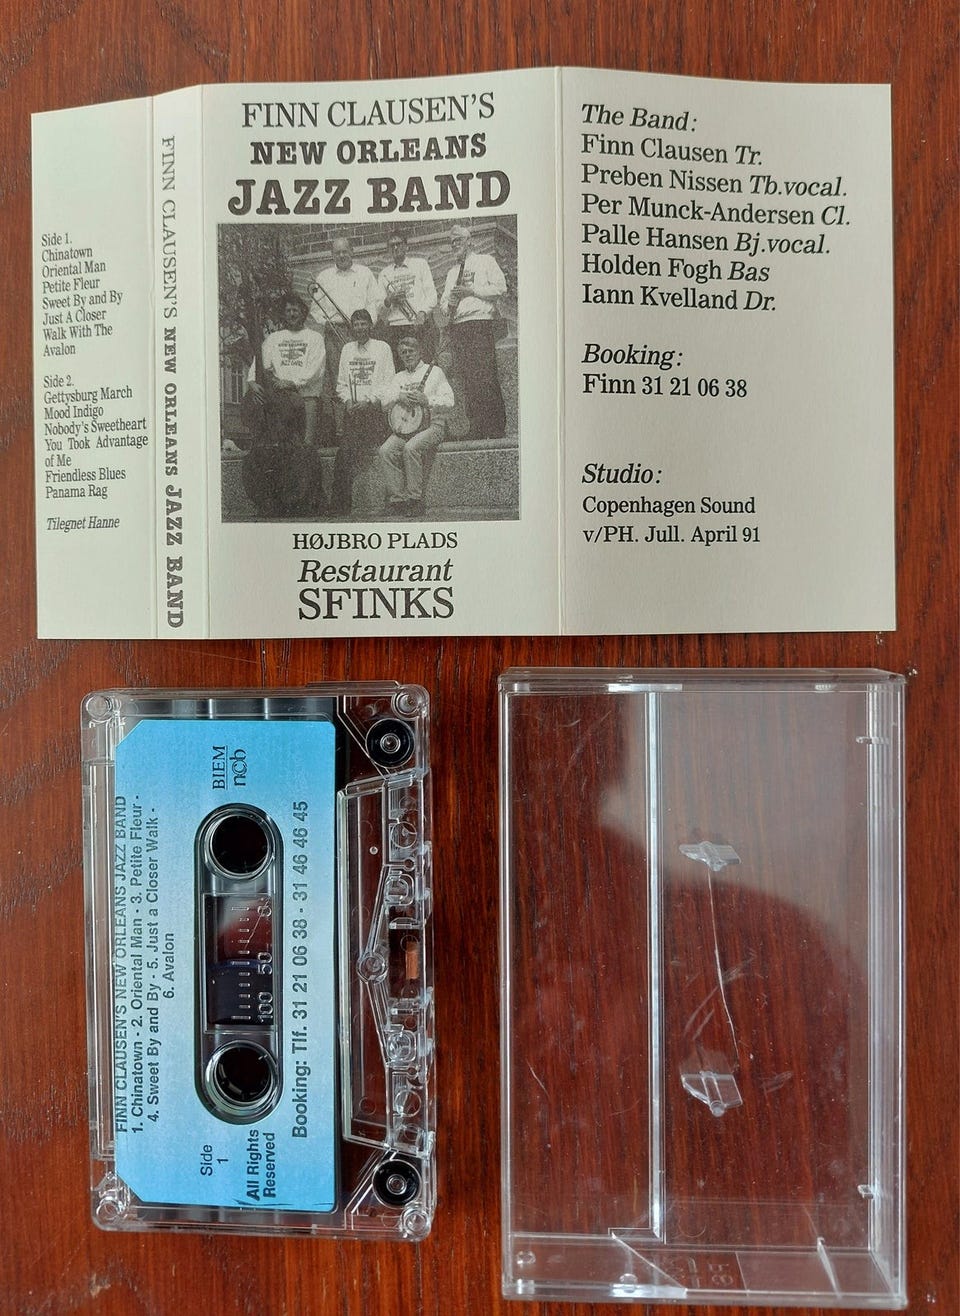 Side 1.
Chinatown
Oriental Man
Petite Fleur
Sweet By and By
Just A Closer
Walk With The
Avalon
Side 2.
Gettysburg March
Mood Indigo
Nobody's Sweetheart
You Took Advantage
of Me
Friendless Blues
Panama Rag
Tilegnet Hanne
FINN CLAUSEN'S NEW ORLEANS JAZZ BAND
FINN CLAUSEN'S
NEW ORLEANS
JAZZ BAND
HØJBRO PLADS
Restaurant
SFINKS
The Band:
Finn Clausen Tr.
Preben Nissen Tb.vocal.
Per Munck-Andersen Cl.
Palle Hansen Bj.vocal.
Holden Fogh Bas
Iann Kvelland Dr.
Booking:
Finn 31 21 06 38
Studio:
Copenhagen Sound
v/PH. Jull. April 91
FINN CLAUSEN'S NEW ORLEANS JAZZ BAND
1. Chinatown - 2. Oriental Man - 3. Petite Fleur -
4. Sweet By and By - 5. Just a Closer Walk -
6. Avalon
Side
1
BIEM
ncb
100 50 0
All Rights
Reserved
Booking: Tlf. 31 21 06 38 - 31 46 46 45